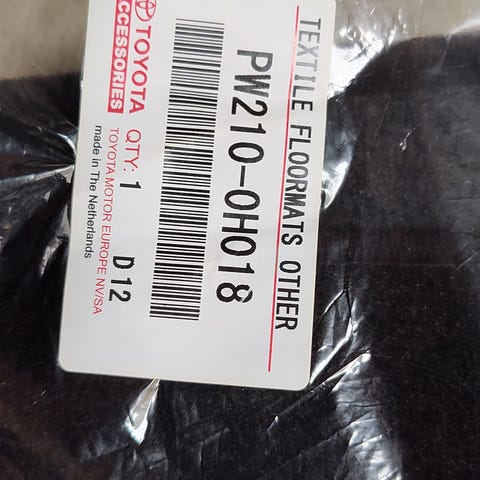 TEXTILE FLOORMATS OTHER
PW210-0H018
TOYOTA
ACCESSORIES
QTY: 1
D12
TOYOTA MOTOR EUROPE NV/SA
made in The Netherlands